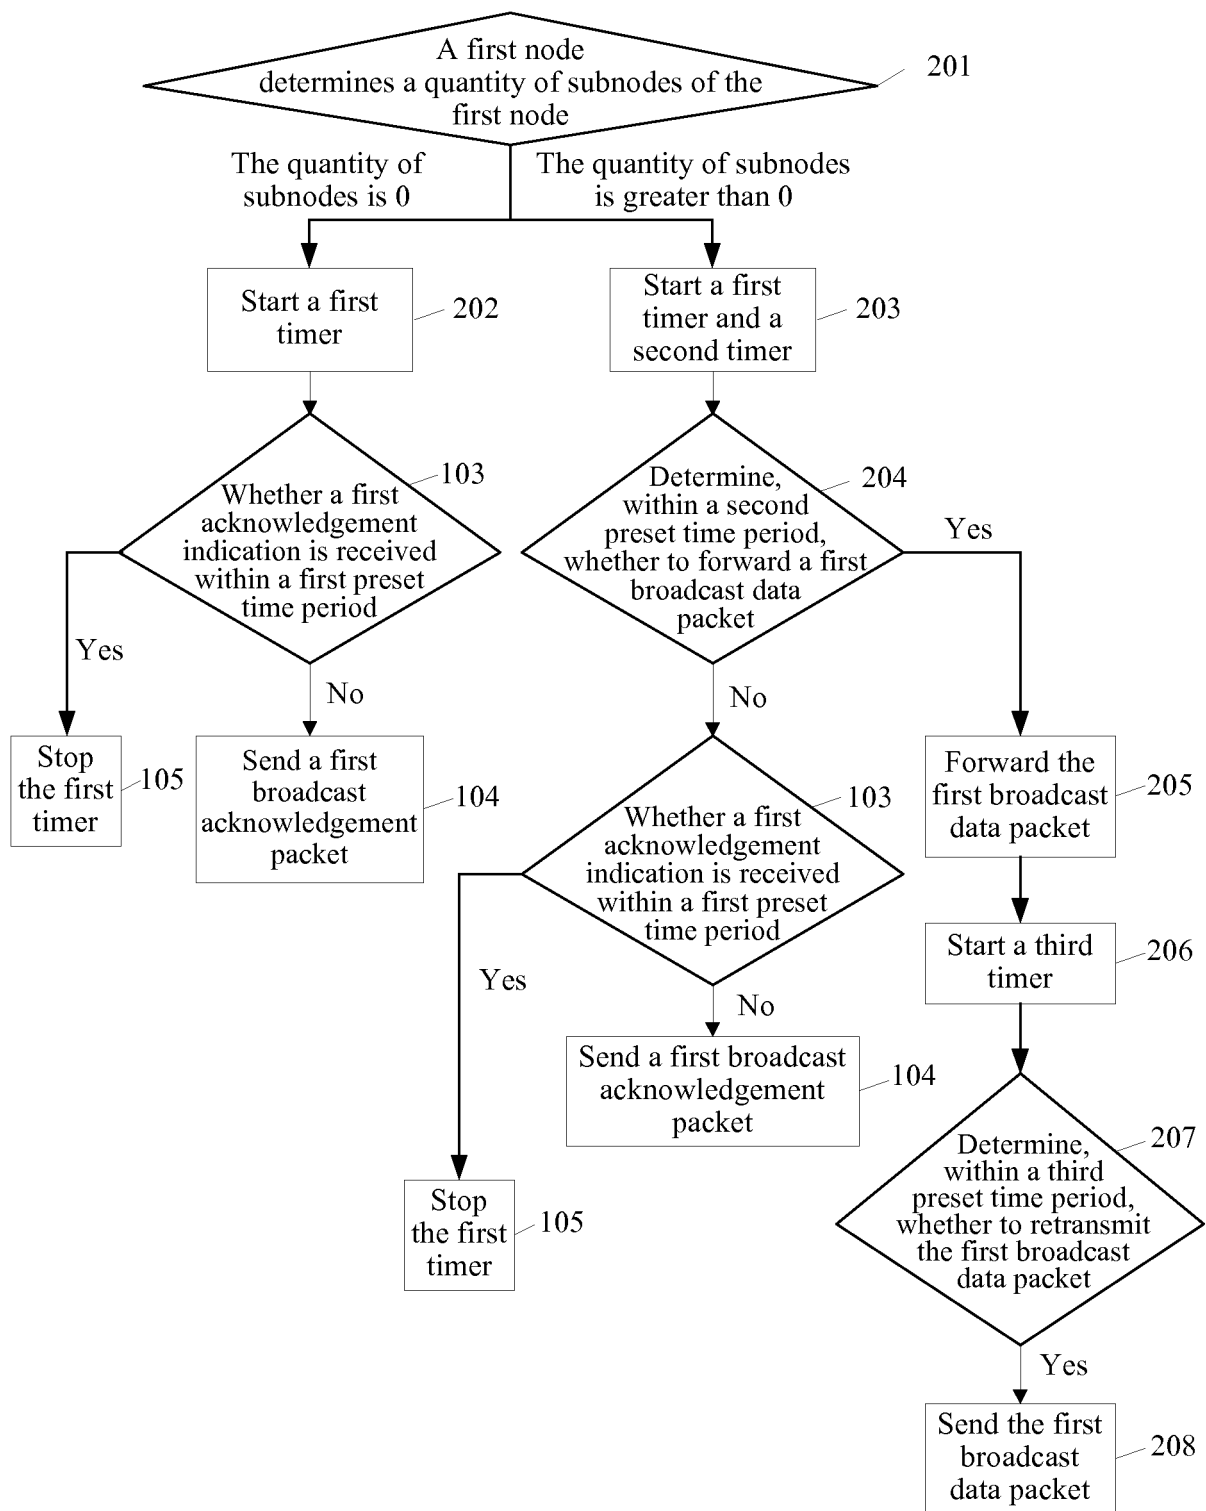 A first node
determines a quantity of subnodes of the
first node
201
The quantity of
subnodes is 0
The quantity of subnodes
is greater than 0
Start a first
timer
202
Start a first
timer and a
second timer
203
Whether a first
acknowledgement
indication is received
within a first preset
time period
103
Determine,
within a second
preset time period,
whether to forward a first
broadcast data
packet
204
Yes
Yes
No
No
Stop
the first
timer
105
Send a first
broadcast
acknowledgement
packet
104
Whether a first
acknowledgement
indication is received
within a first preset
time period
103
Forward the
first broadcast
data packet
205
Start a third
timer
206
Yes
No
Send a first broadcast
acknowledgement
packet
104
Stop
the first
timer
105
Determine,
within a third
preset time period,
whether to retransmit
the first broadcast
data packet
207
Yes
Send the first
broadcast
data packet
208